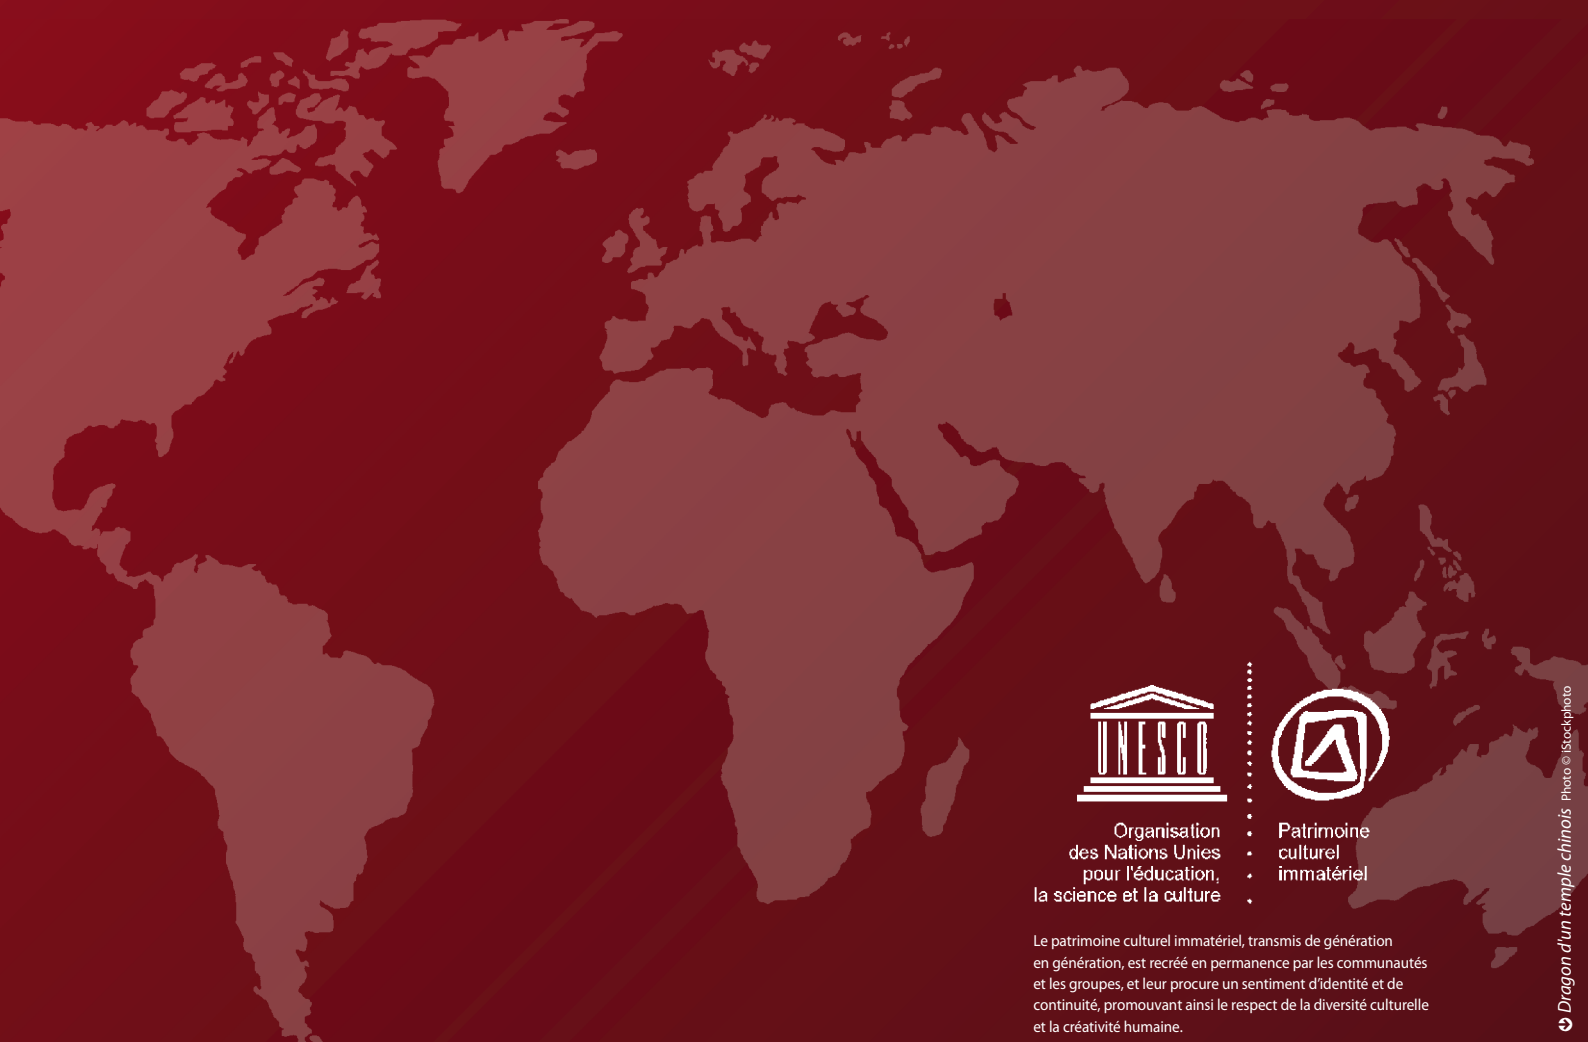 UNESCO
Organisation
des Nations Unies
pour l'éducation,
la science et la culture
Patrimoine
culturel
immatériel
Le patrimoine culturel immatériel, transmis de génération
en génération, est recréé en permanence par les communautés
et les groupes, et leur procure un sentiment d’identité et de
continuité, promouvant ainsi le respect de la diversité culturelle
et la créativité humaine.
Dragon d'un temple chinois Photo © iStockphoto